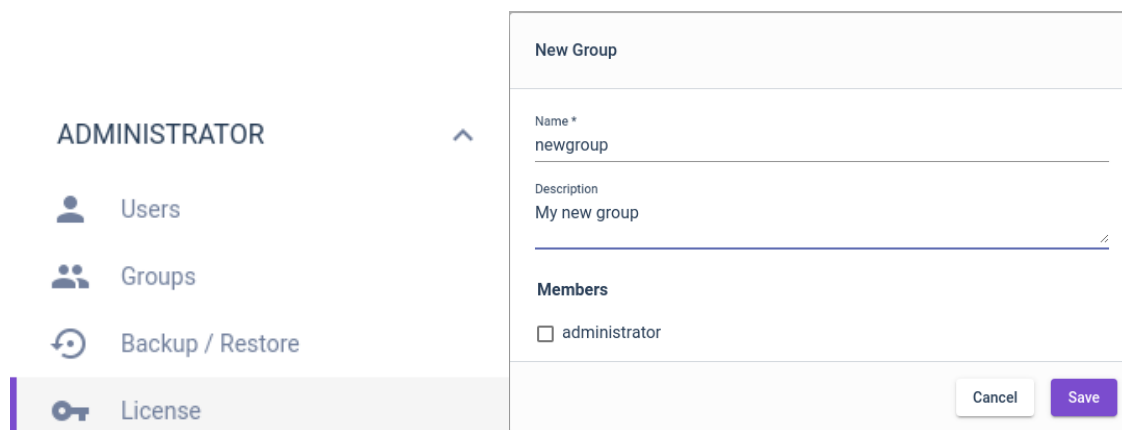 ADMINISTRATOR
Users
Groups
Backup / Restore
License
New Group
Name *
newgroup
Description
My new group
Members
administrator
Cancel
Save